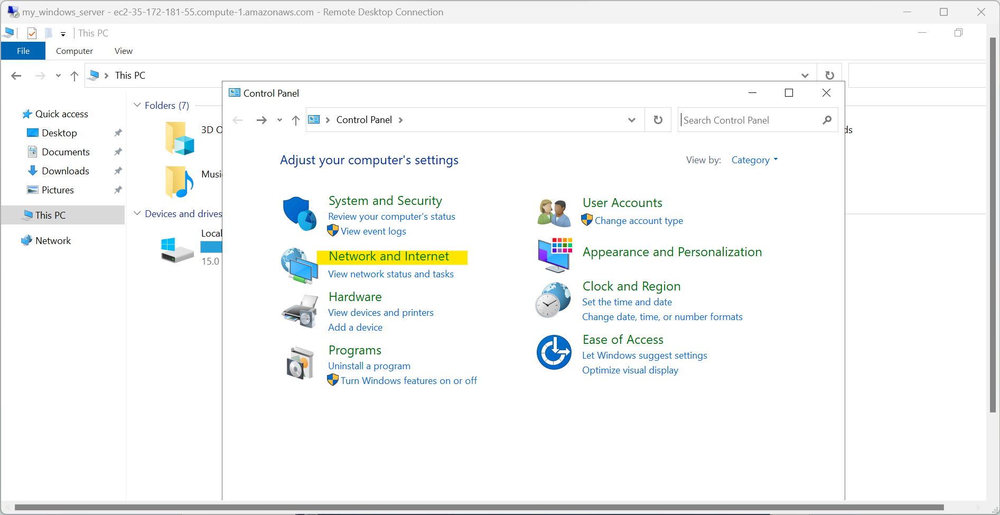 my_windows_server - ec2-35-172-181-55.compute-1.amazonaws.com - Remote Desktop Connection
This PC
File
Computer
View
This PC
Quick access
Desktop
Documents
Downloads
Pictures
This PC
Network
Folders (7)
3D O
Musi
Devices and drives
Local
15.0
ds
Control Panel
Control Panel
Search Control Panel
Adjust your computer's settings
View by:
Category
System and Security
Review your computer's status
View event logs
Network and Internet
View network status and tasks
Hardware
View devices and printers
Add a device
Programs
Uninstall a program
Turn Windows features on or off
User Accounts
Change account type
Appearance and Personalization
Clock and Region
Set the time and date
Change date, time, or number formats
Ease of Access
Let Windows suggest settings
Optimize visual display